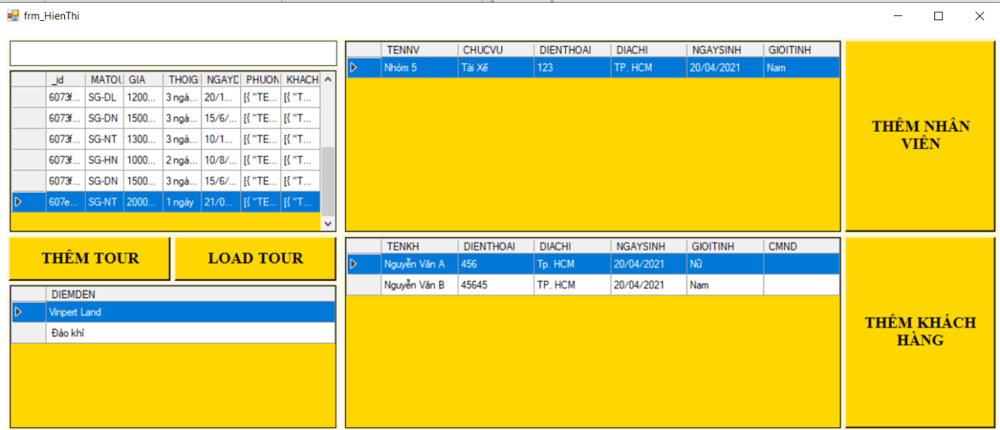 frm_HienThi
_id MATOU GIA THOIG NGAYD PHUON KHACH
6073f... SG-DL 1200... 3 ngà... 20/1... [{ "TE... [{ "T...
6073f... SG-DN 1500... 3 ngà... 15/6/... [{ "TE... [{ "T...
6073f... SG-NT 1300... 3 ngà... 10/1... [{ "TE... [{ "T...
6073f... SG-HN 1000... 2 ngà... 10/8/... [{ "TE... [{ "T...
6073f... SG-DN 1500... 3 ngà... 15/6/... [{ "TE... [{ "T...
607e... SG-NT 2000... 1 ngày 21/0... [{ "TE... [{ "T...
THÊM TOUR
LOAD TOUR
DIEMDEN
Vinpert Land
Đảo khỉ
TENNV CHUCVU DIENTHOAI DIACHI NGAYSINH GIOITINH
Nhóm 5 Tài Xế 123 TP. HCM 20/04/2021 Nam
THÊM NHÂN
VIÊN
TENKH DIENTHOAI DIACHI NGAYSINH GIOITINH CMND
Nguyễn Văn A 456 Tp. HCM 20/04/2021 Nữ
Nguyễn Văn B 45645 TP. HCM 20/04/2021 Nam
THÊM KHÁCH
HÀNG